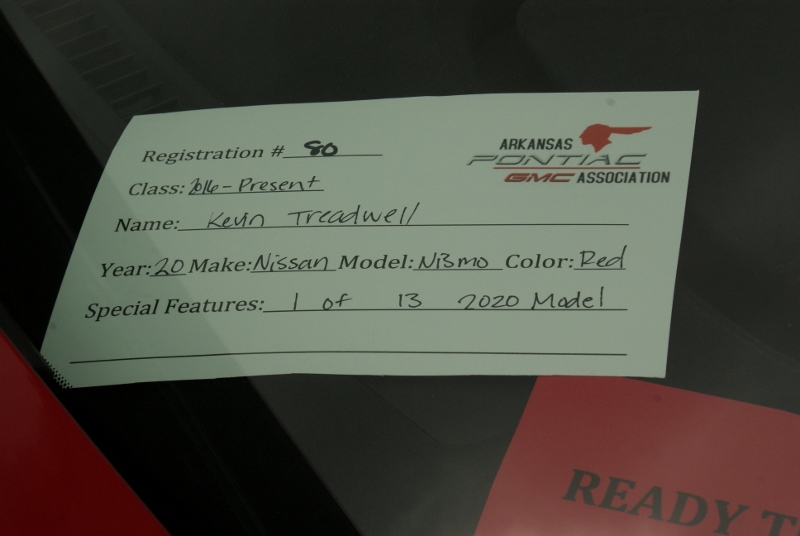 Registration # 80
ARKANSAS
PONTIAC
GMC ASSOCIATION
Class: 2016-Present
Name: Kevin Treadwell
Year: 20 Make: Nissan Model: Ni3mo Color: Red
Special Features: 1 of 13 2020 Model
READY T